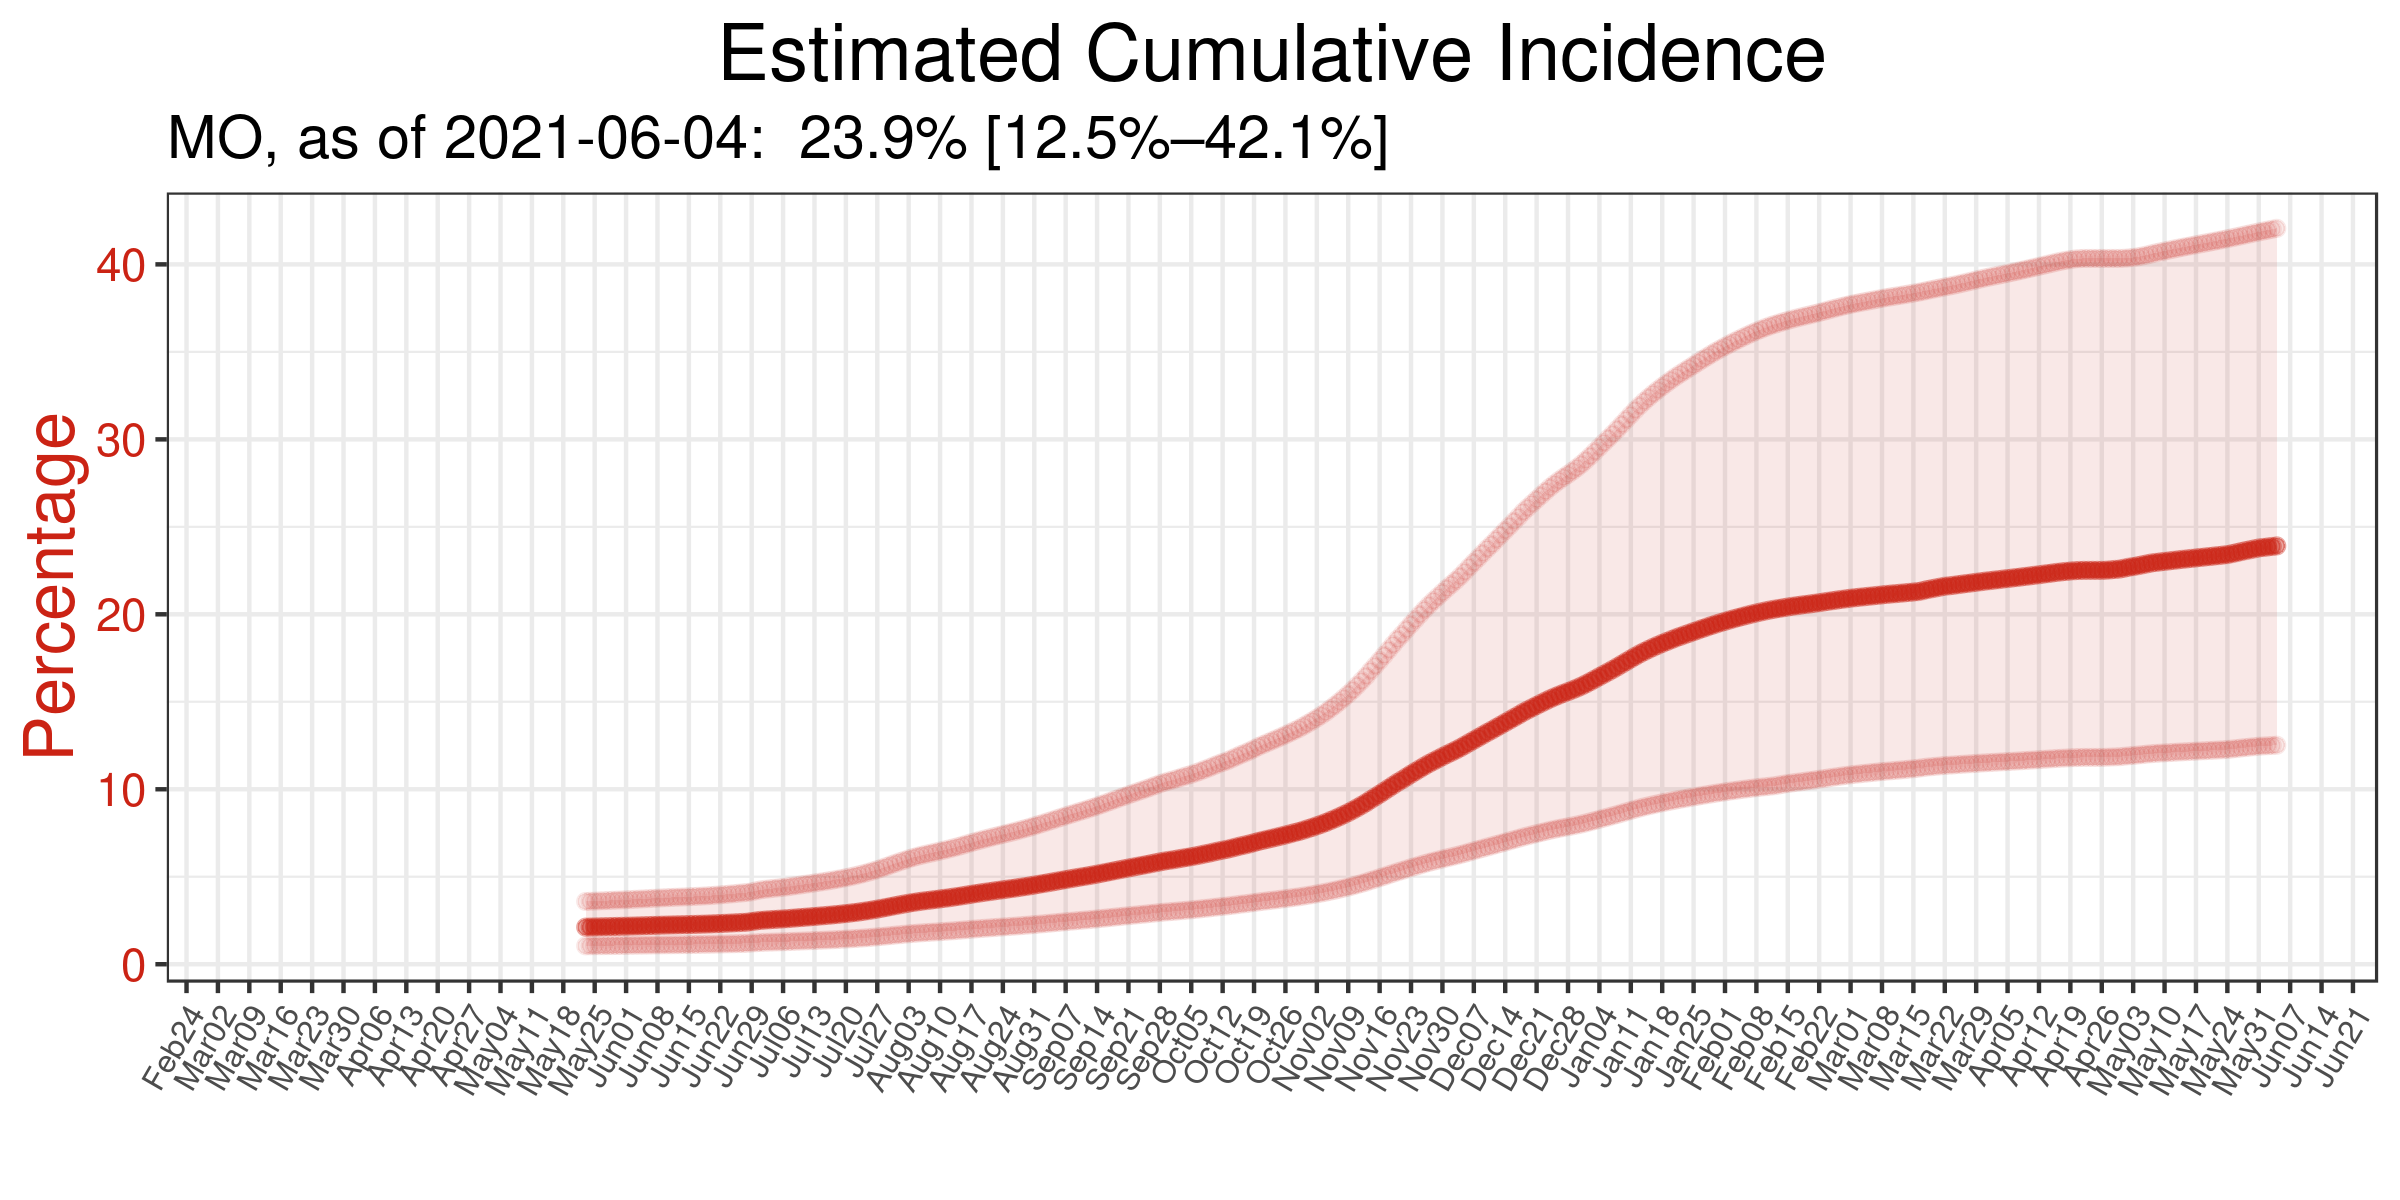 Estimated Cumulative Incidence
MO, as of 2021-06-04:  23.9% [12.5%–42.1%]
Percentage
40
30
20
10
0
Feb24
Mar02
Mar09
Mar16
Mar23
Mar30
Apr06
Apr13
Apr20
Apr27
May04
May11
May18
May25
Jun01
Jun08
Jun15
Jun22
Jun29
Jul06
Jul13
Jul20
Jul27
Aug03
Aug10
Aug17
Aug24
Aug31
Sep07
Sep14
Sep21
Sep28
Oct05
Oct12
Oct19
Oct26
Nov02
Nov09
Nov16
Nov23
Nov30
Dec07
Dec14
Dec21
Dec28
Jan04
Jan11
Jan18
Jan25
Feb01
Feb08
Feb15
Feb22
Mar01
Mar08
Mar15
Mar22
Mar29
Apr05
Apr12
Apr19
Apr26
May03
May10
May17
May24
May31
Jun07
Jun14
Jun21